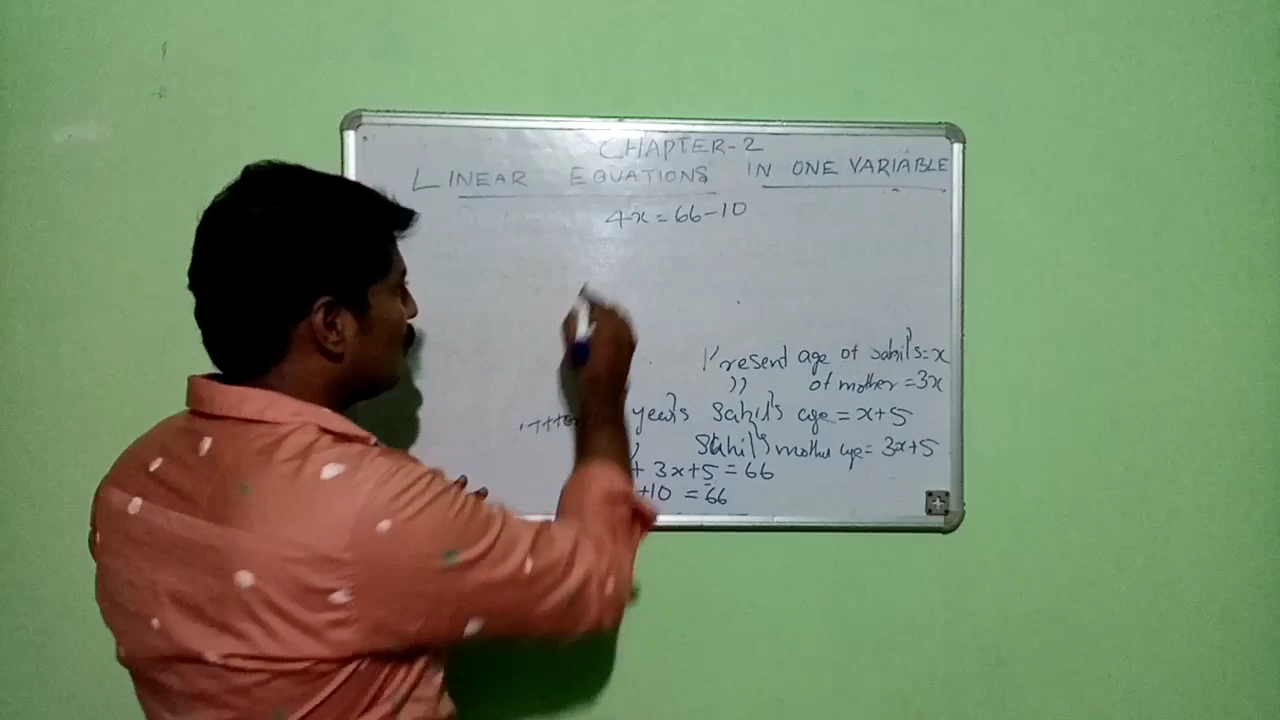 CHAPTER-2
LINEAR EQUATIONS IN ONE VARIABLE
4x = 66-10
Present age of sahil's = x
)) of mother = 3x
years Sahil's age = x+5
Sahil's mother age = 3x+5
+ 3x+5 = 66
+10 = 66